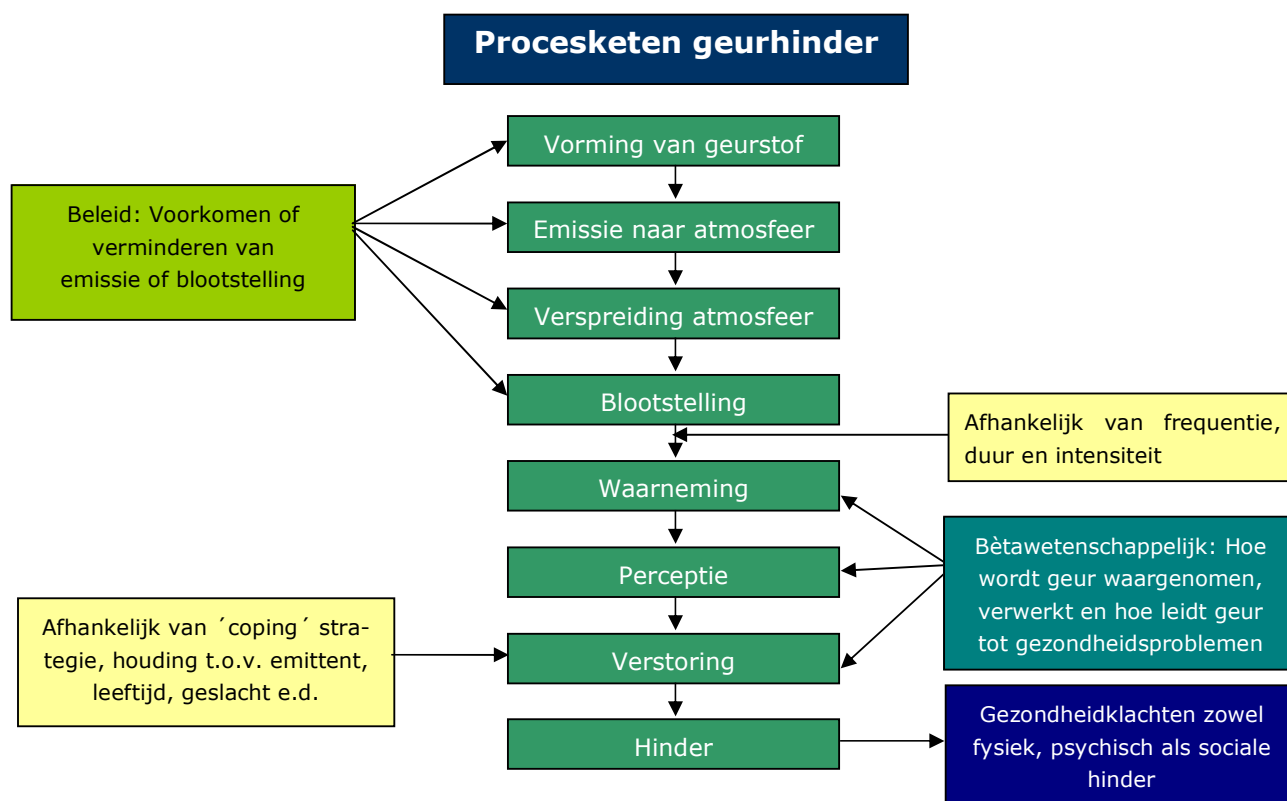 Procesketen geurhinder
Vorming van geurstof
Beleid: Voorkomen of
verminderen van
emissie of blootstelling
Emissie naar atmosfeer
Verspreiding atmosfeer
Blootstelling
Afhankelijk van frequentie,
duur en intensiteit
Waarneming
Bètawetenschappelijk: Hoe
wordt geur waargenomen,
verwerkt en hoe leidt geur
tot gezondheidsproblemen
Perceptie
Afhankelijk van ´coping´ stra-
tegie, houding t.o.v. emittent,
leeftijd, geslacht e.d.
Verstoring
Hinder
Gezondheidklachten zowel
fysiek, psychisch als sociale
hinder